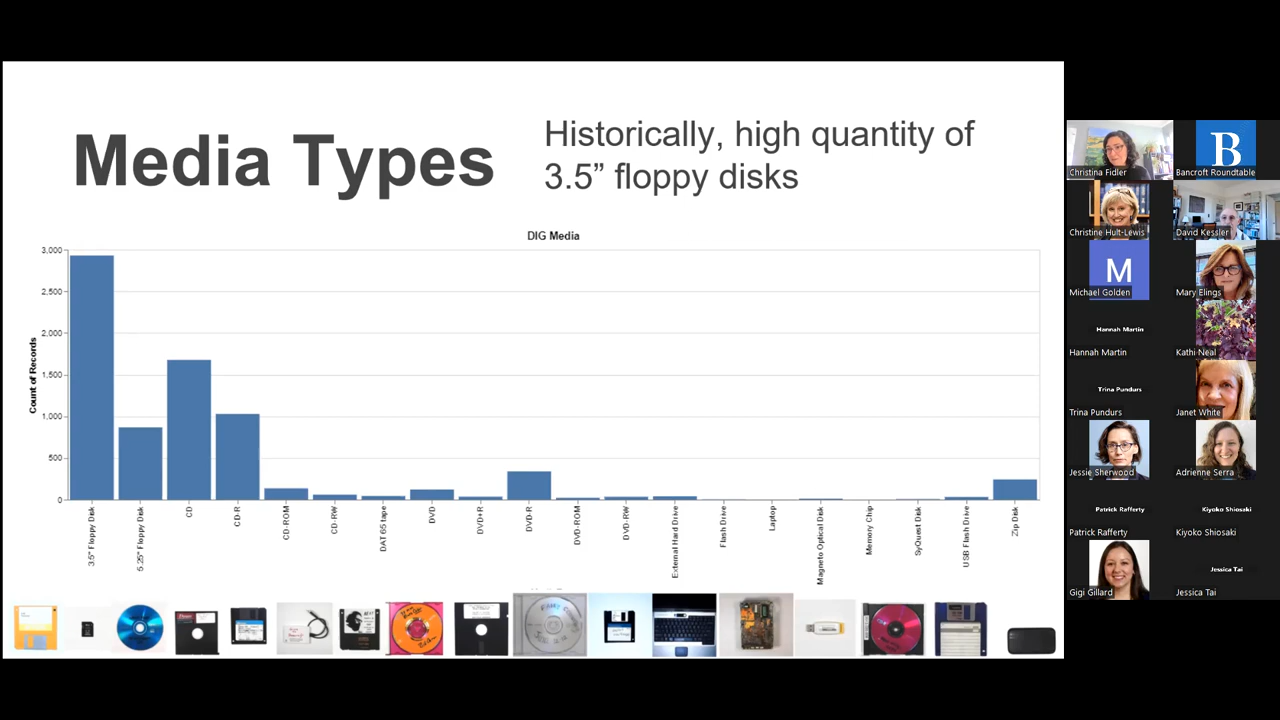 Media Types
Historically, high quantity of
3.5” floppy disks
DIG Media
Count of Records
3,000
2,500
2,000
1,500
1,000
500
0
3.5" Floppy Disk
5.25" Floppy Disk
CD
CD-R
CD-ROM
CD-RW
DAT 65 tape
DVD
DVD+R
DVD-R
DVD-ROM
DVD-RW
External Hard Drive
Flash Drive
Laptop
Magneto Optical Disk
Memory Chip
SyQuest Disk
USB Flash Drive
Zip Disk
Christina Fidler
B
Bancroft Roundtable
Christine Hult-Lewis
David Kessler
M
Michael Golden
Mary Elings
Hannah Martin
Hannah Martin
Kathi Neal
Trina Pundurs
Trina Pundurs
Janet White
Jessie Sherwood
Adrienne Serra
Patrick Rafferty
Patrick Rafferty
Kiyoko Shiosaki
Kiyoko Shiosaki
Gigi Gillard
Jessica Tai
Jessica Tai